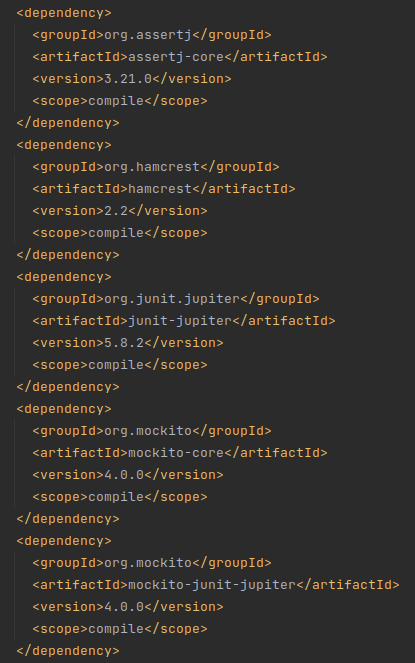 <dependency>
<groupId>org.assertj</groupId>
<artifactId>assertj-core</artifactId>
<version>3.21.0</version>
<scope>compile</scope>
</dependency>
<dependency>
<groupId>org.hamcrest</groupId>
<artifactId>hamcrest</artifactId>
<version>2.2</version>
<scope>compile</scope>
</dependency>
<dependency>
<groupId>org.junit.jupiter</groupId>
<artifactId>junit-jupiter</artifactId>
<version>5.8.2</version>
<scope>compile</scope>
</dependency>
<dependency>
<groupId>org.mockito</groupId>
<artifactId>mockito-core</artifactId>
<version>4.0.0</version>
<scope>compile</scope>
</dependency>
<dependency>
<groupId>org.mockito</groupId>
<artifactId>mockito-junit-jupiter</artifactId>
<version>4.0.0</version>
<scope>compile</scope>
</dependency>